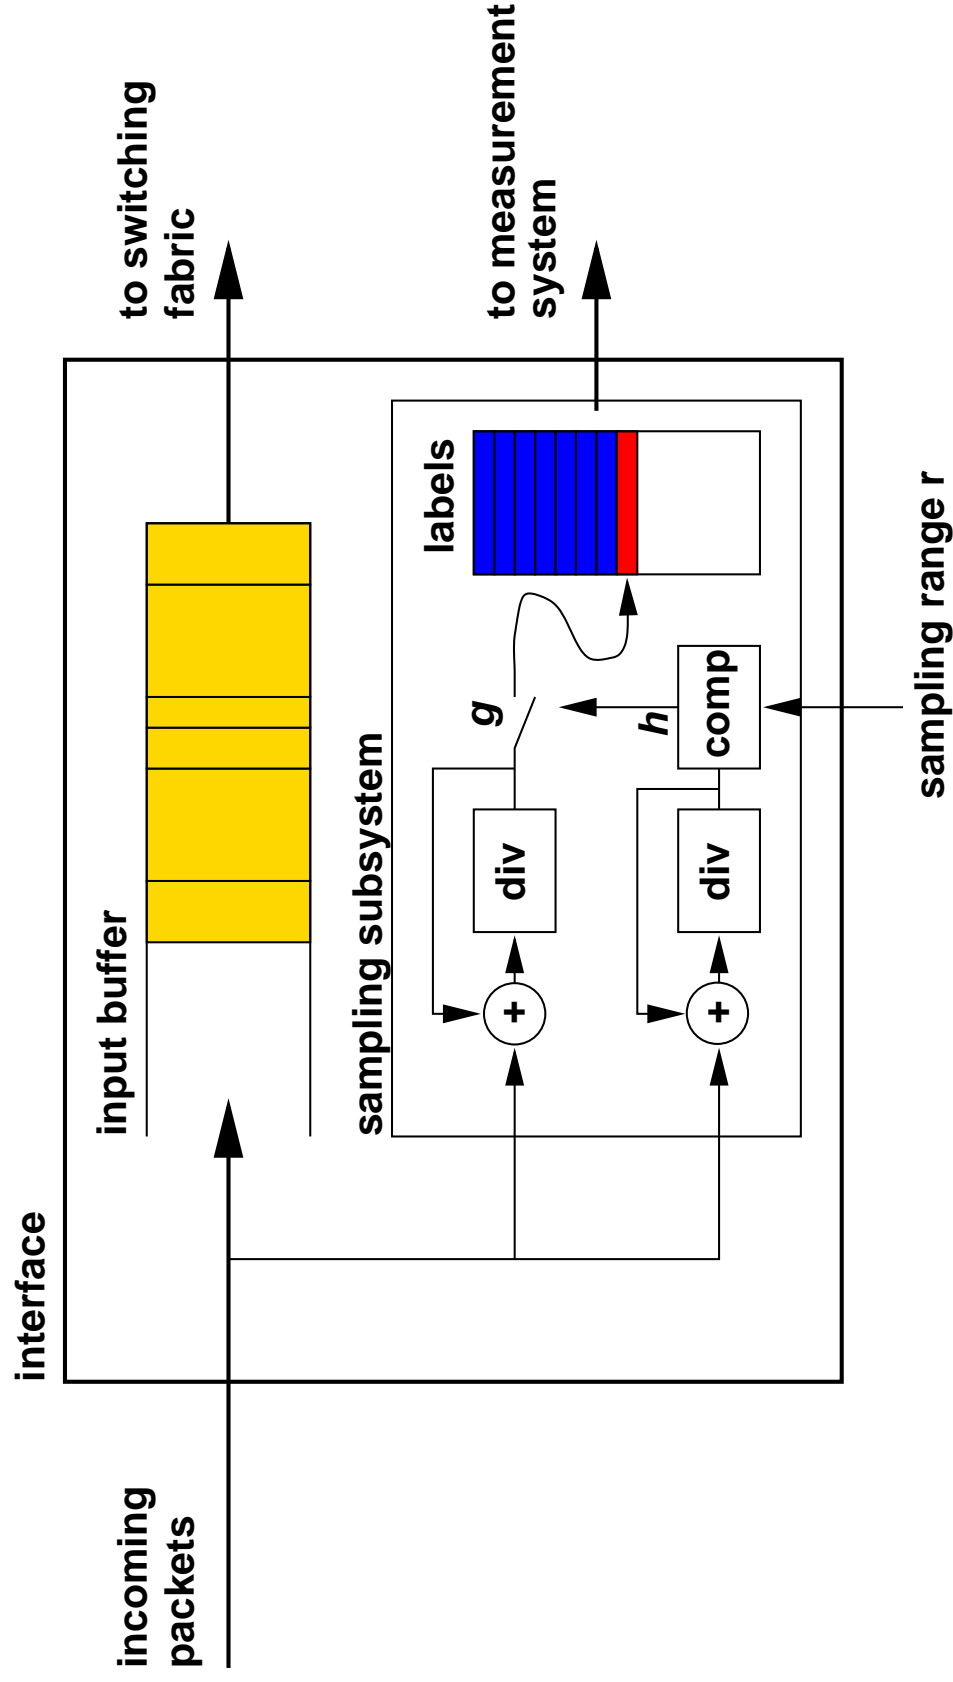 interface
incoming
packets
input buffer
to switching
fabric
sampling subsystem
labels
to measurement
system
g
+
div
h
+
div
comp
sampling range r